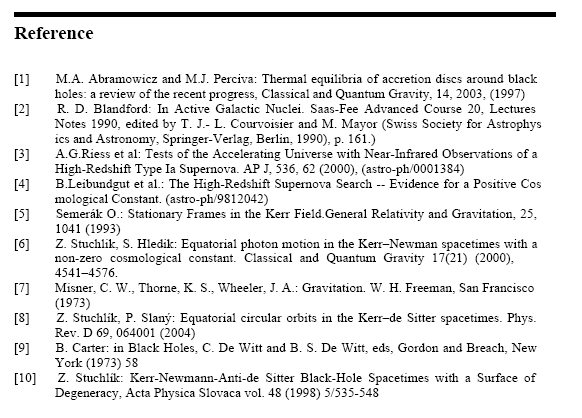 Reference
[1] M.A. Abramowicz and M.J. Perciva: Thermal equilibria of accretion discs around black
holes: a review of the recent progress, Classical and Quantum Gravity, 14, 2003, (1997)
[2] R. D. Blandford: In Active Galactic Nuclei. Saas-Fee Advanced Course 20, Lectures
Notes 1990, edited by T. J.- L. Courvoisier and M. Mayor (Swiss Society for Astrophys
ics and Astronomy, Springer-Verlag, Berlin, 1990), p. 161.)
[3] A.G.Riess et al: Tests of the Accelerating Universe with Near-Infrared Observations of a
High-Redshift Type Ia Supernova. AP J, 536, 62 (2000), (astro-ph/0001384)
[4] B.Leibundgut et al.: The High-Redshift Supernova Search -- Evidence for a Positive Cos
mological Constant. (astro-ph/9812042)
[5] Semerák O.: Stationary Frames in the Kerr Field.General Relativity and Gravitation, 25,
1041 (1993)
[6] Z. Stuchlík, S. Hledík: Equatorial photon motion in the Kerr–Newman spacetimes with a
non-zero cosmological constant. Classical and Quantum Gravity 17(21) (2000),
4541–4576.
[7] Misner, C. W., Thorne, K. S., Wheeler, J. A.: Gravitation. W. H. Freeman, San Francisco
(1973)
[8] Z. Stuchlík, P. Slaný: Equatorial circular orbits in the Kerr–de Sitter spacetimes. Phys.
Rev. D 69, 064001 (2004)
[9] B. Carter: in Black Holes, C. De Witt and B. S. De Witt, eds, Gordon and Breach, New
York (1973) 58
[10] Z. Stuchlík: Kerr-Newmann-Anti-de Sitter Black-Hole Spacetimes with a Surface of
Degeneracy, Acta Physica Slovaca vol. 48 (1998) 5/535-548